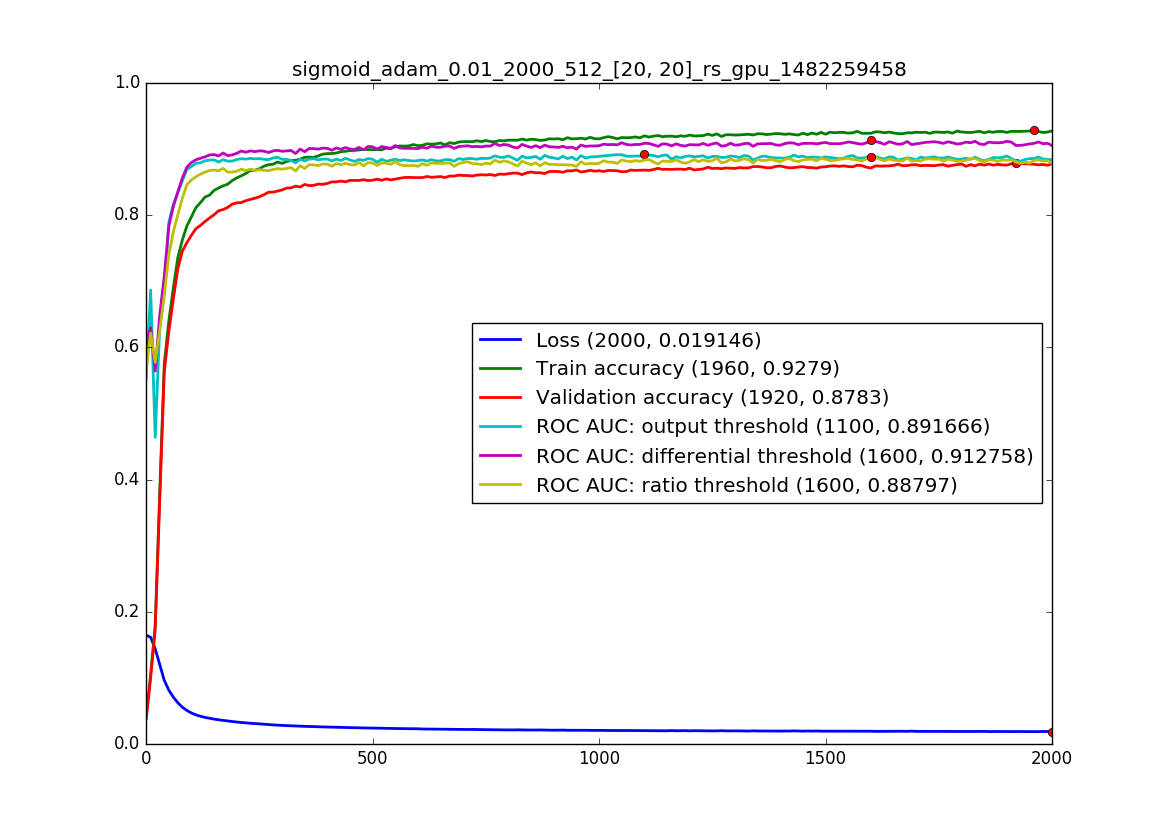 sigmoid_adam_0.01_2000_512_[20, 20]_rs_gpu_1482259458
1.0
0.8
0.6
0.4
0.2
0.0
Loss (2000, 0.019146)
Train accuracy (1960, 0.9279)
Validation accuracy (1920, 0.8783)
ROC AUC: output threshold (1100, 0.891666)
ROC AUC: differential threshold (1600, 0.912758)
ROC AUC: ratio threshold (1600, 0.88797)
0 500 1000 1500 2000